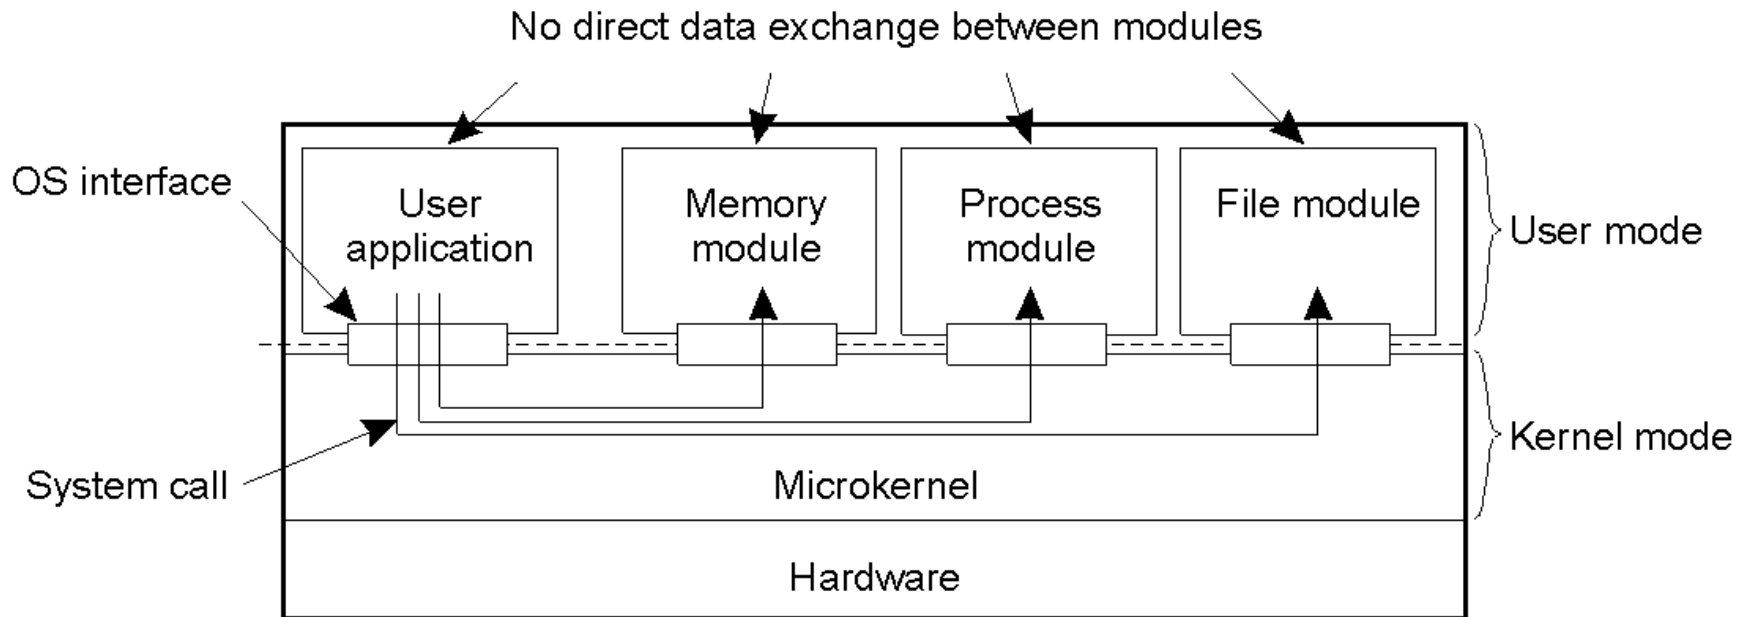 No direct data exchange between modules
OS interface
User
application
Memory
module
Process
module
File module
User mode
System call
Microkernel
Kernel mode
Hardware